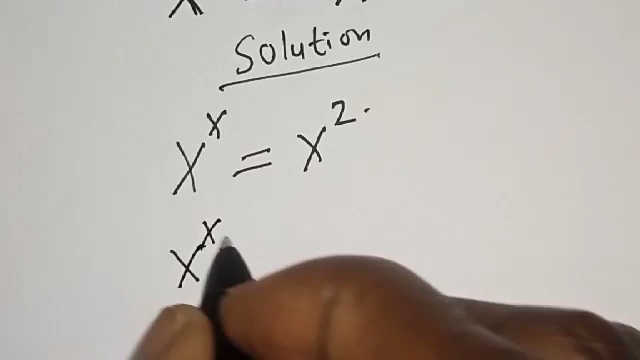 Solution
x^x = x^2.
x^x